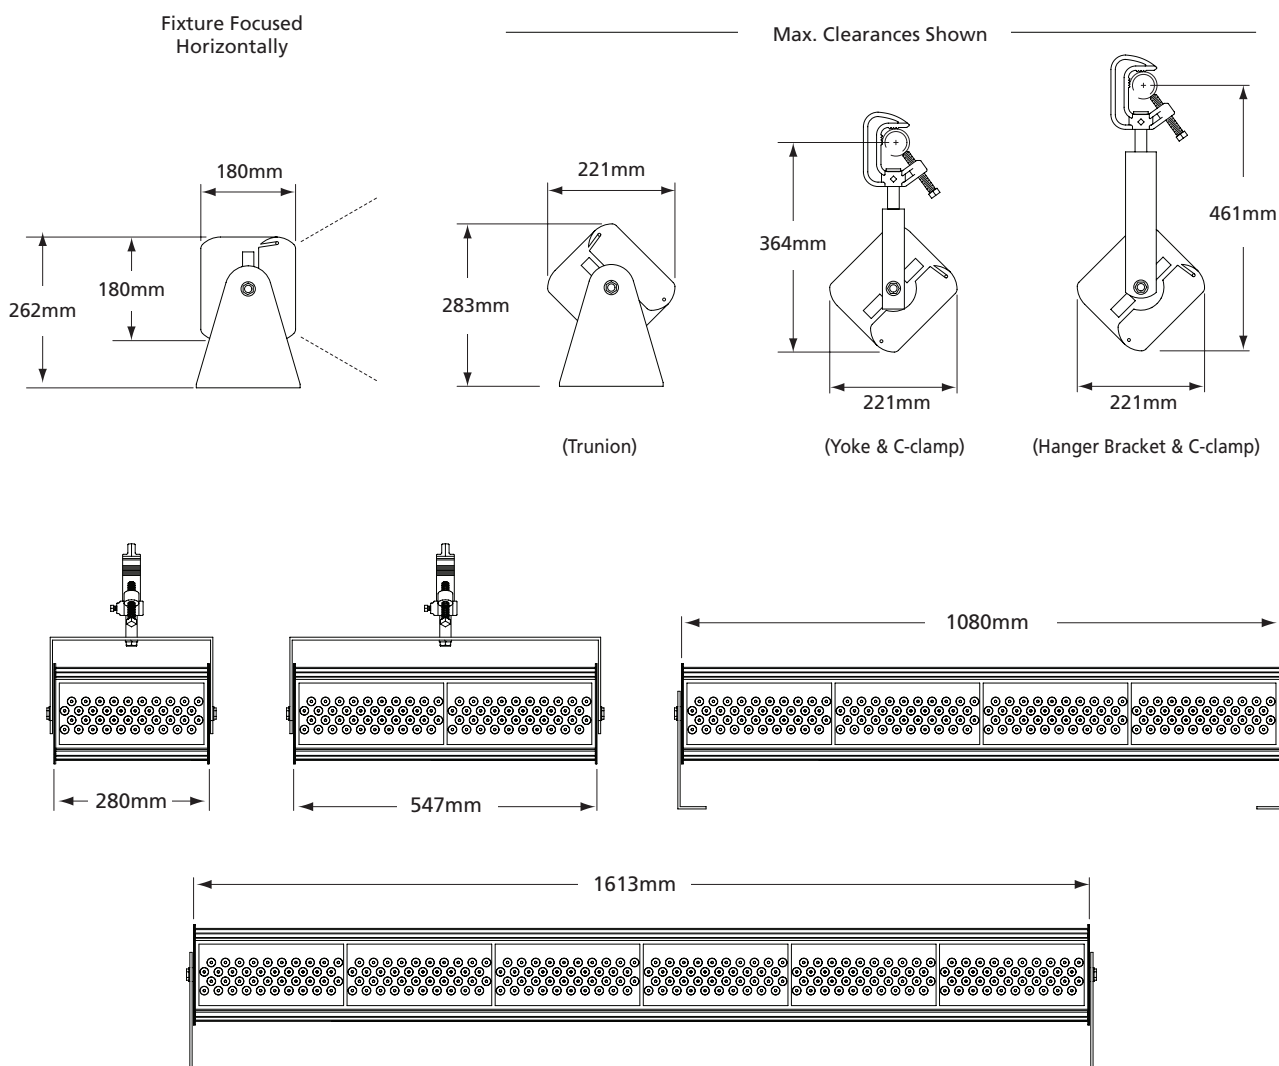 Fixture Focused
Horizontally
Max. Clearances Shown
180mm
180mm
262mm
221mm
283mm
(Trunion)
364mm
221mm
(Yoke & C-clamp)
461mm
221mm
(Hanger Bracket & C-clamp)
280mm
547mm
1080mm
1613mm